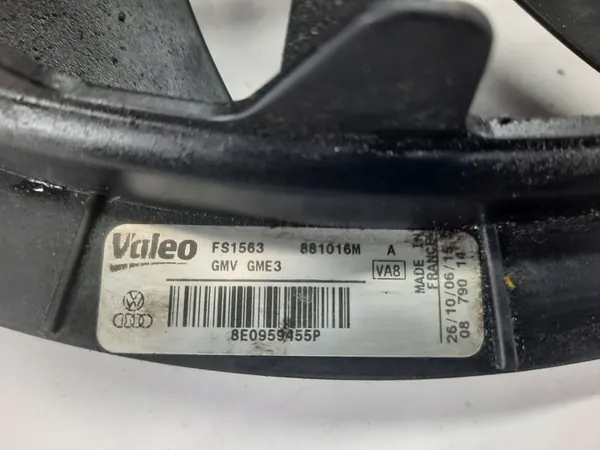 Valeo FS1563 881016M A
GMV GME3 VA8
8E0959455P
MADE IN
FRANCE
26/10/06/15
08 790 14